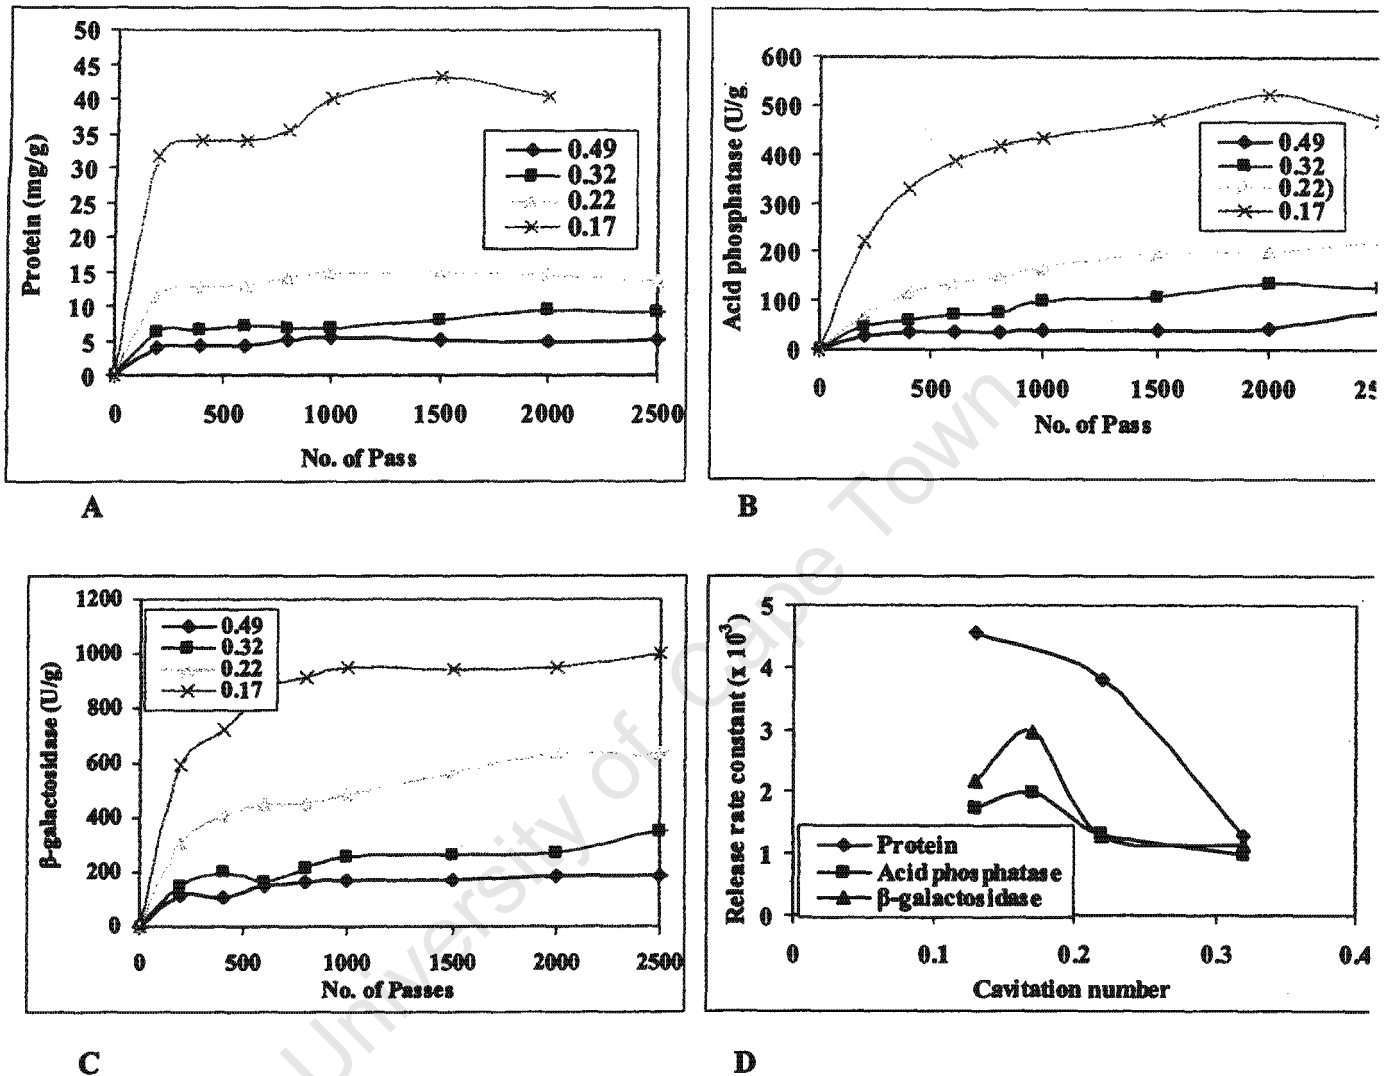 50
45
40
35
30
25
20
15
10
5
0
Protein (mg/g)
0.49
0.32
0.22
0.17
0 500 1000 1500 2000 2500
No. of Pass
A
600
500
400
300
200
100
0
Acid phosphatase (U/g)
0.49
0.32
0.22)
0.17
0 500 1000 1500 2000 25
No. of Pass
B
1200
1000
800
600
400
200
0
β-galactosidase (U/g)
0.49
0.32
0.22
0.17
0 500 1000 1500 2000 2500
No. of Passes
C
5
4
3
2
1
0
Release rate constant (x 10³)
Protein
Acid phosphatase
β-galactosidase
0 0.1 0.2 0.3 0.4
Cavitation number
D
University of Cape Town